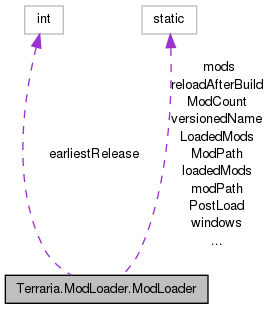 int
static
mods
reloadAfterBuild
ModCount
versionedName
LoadedMods
earliestRelease
ModPath
loadedMods
modPath
PostLoad
windows
...
Terraria.ModLoader.ModLoader